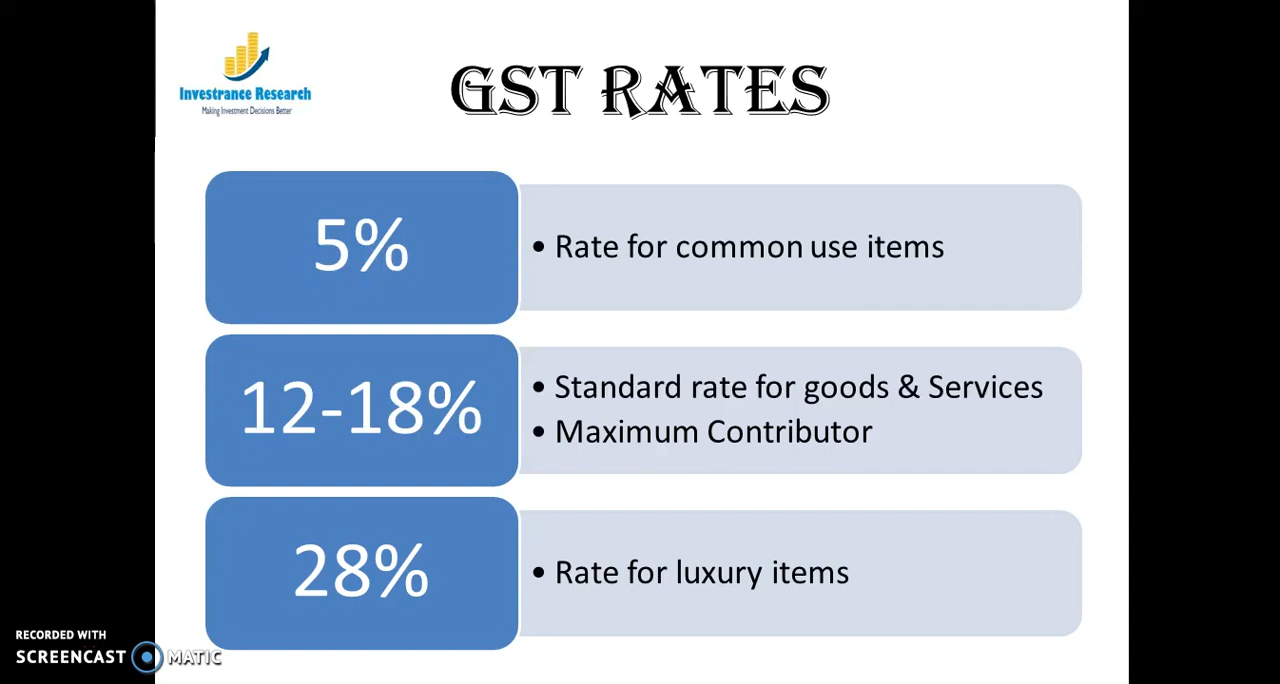 Investrance Research
Making Investment Decisions Better
GST RATES
5%
• Rate for common use items
12-18%
• Standard rate for goods & Services
• Maximum Contributor
28%
• Rate for luxury items
RECORDED WITH
SCREENCAST MATIC